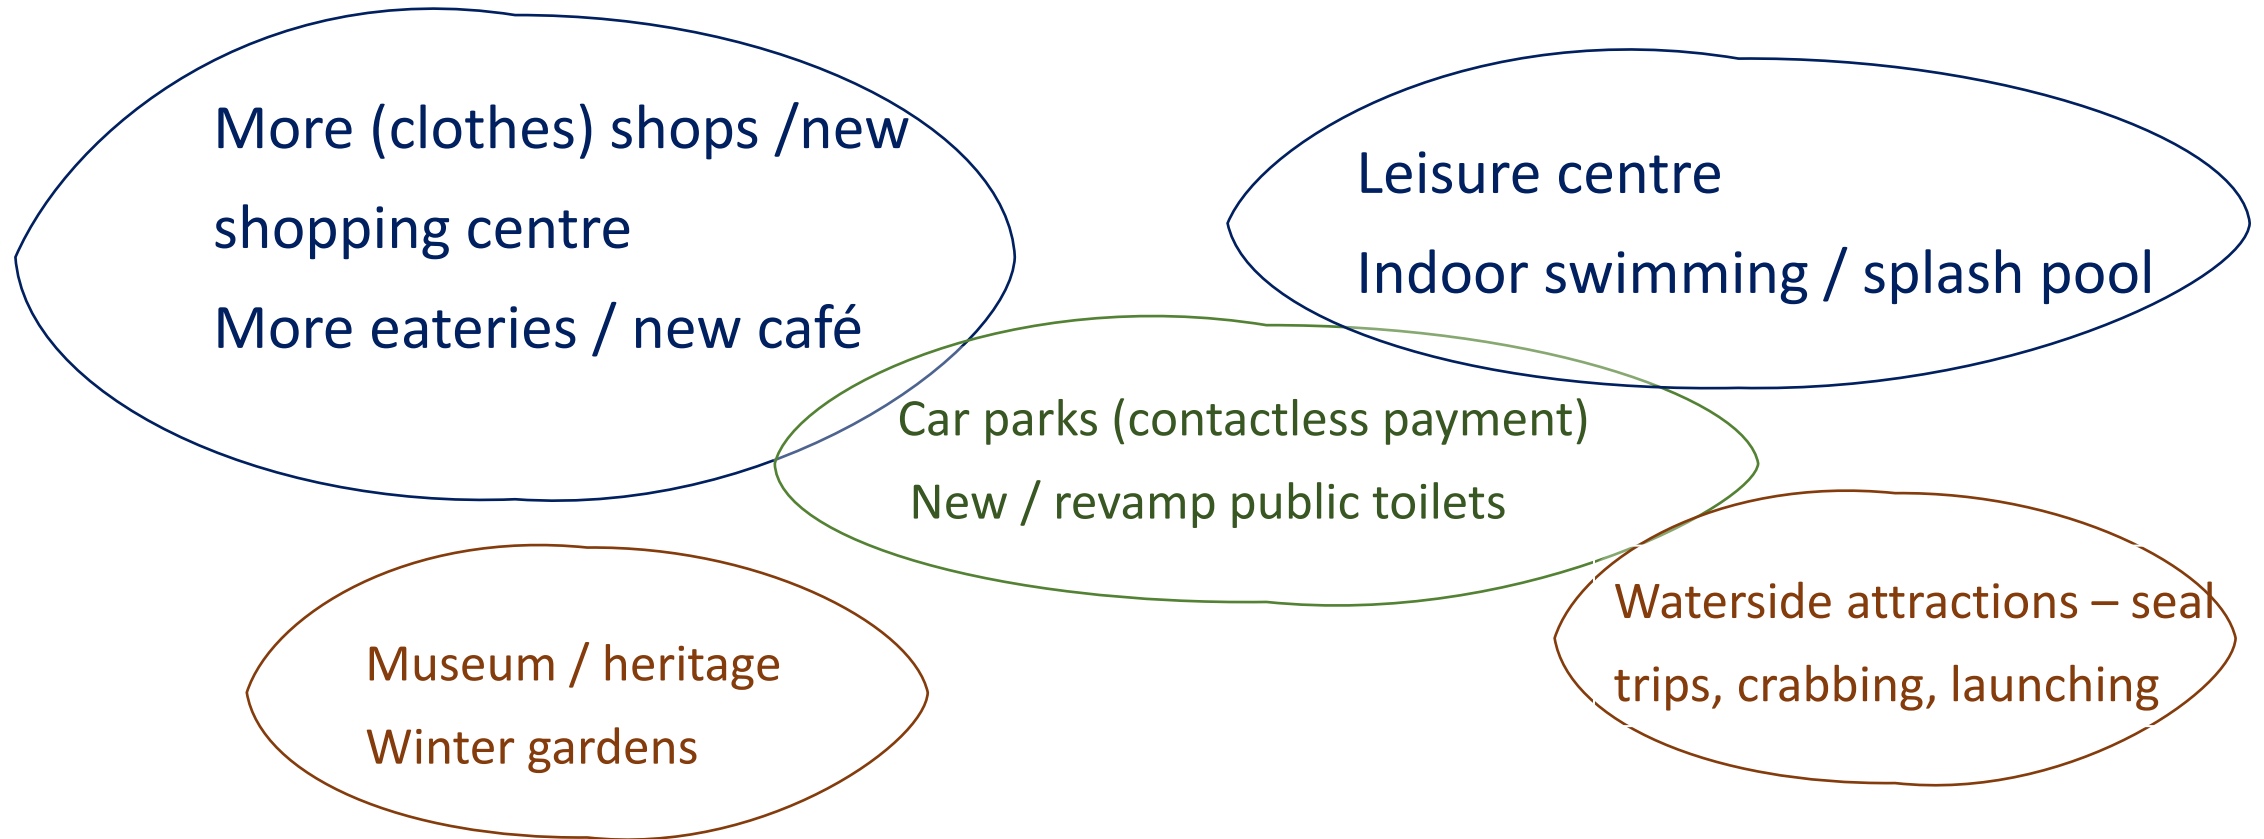 More (clothes) shops /new
shopping centre
More eateries / new café
Leisure centre
Indoor swimming / splash pool
Car parks (contactless payment)
New / revamp public toilets
Museum / heritage
Winter gardens
Waterside attractions – seal
trips, crabbing, launching